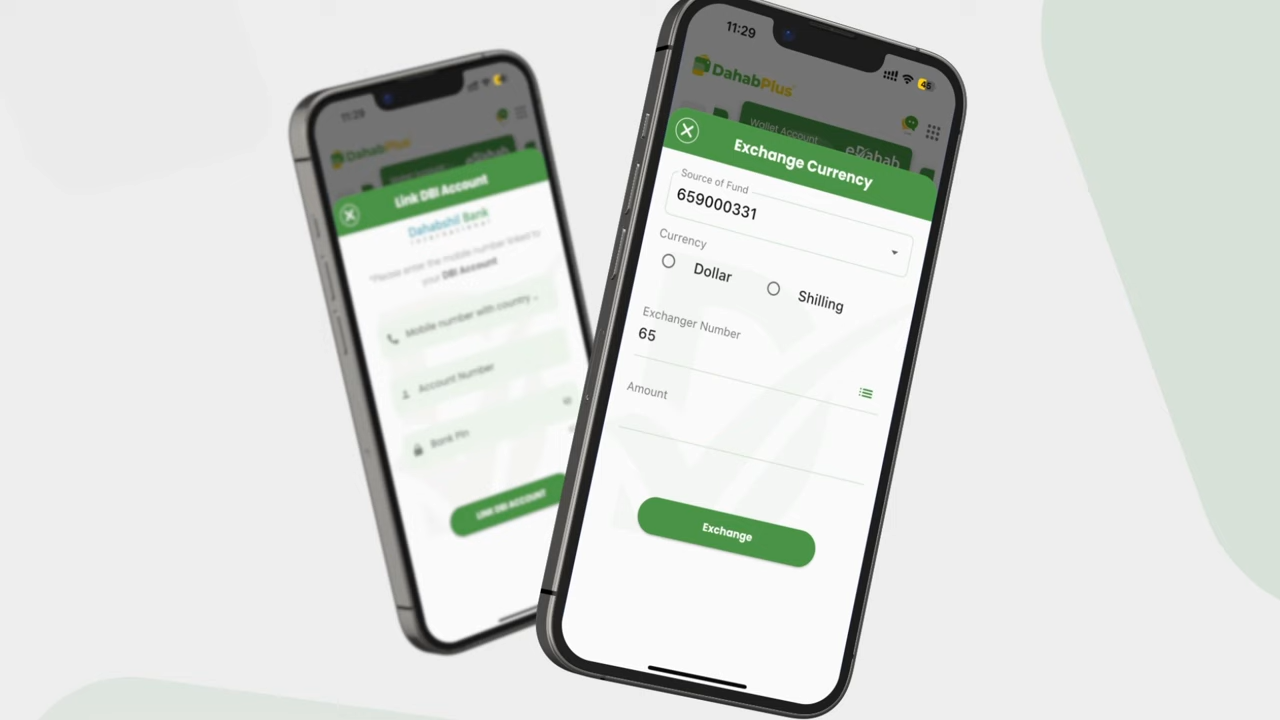 11:29
DahabPlus
Link DBI Account
Dahabshil Bank
International
*Please enter the mobile number linked to
your DBI Account
Mobile number with country ..
Account Number
Bank Pin
LINK DBI ACCOUNT
11:29
45
DahabPlus
Wallet Account
eDahab
Exchange Currency
Source of Fund
659000331
Currency
Dollar
Shilling
Exchanger Number
65
Amount
Exchange